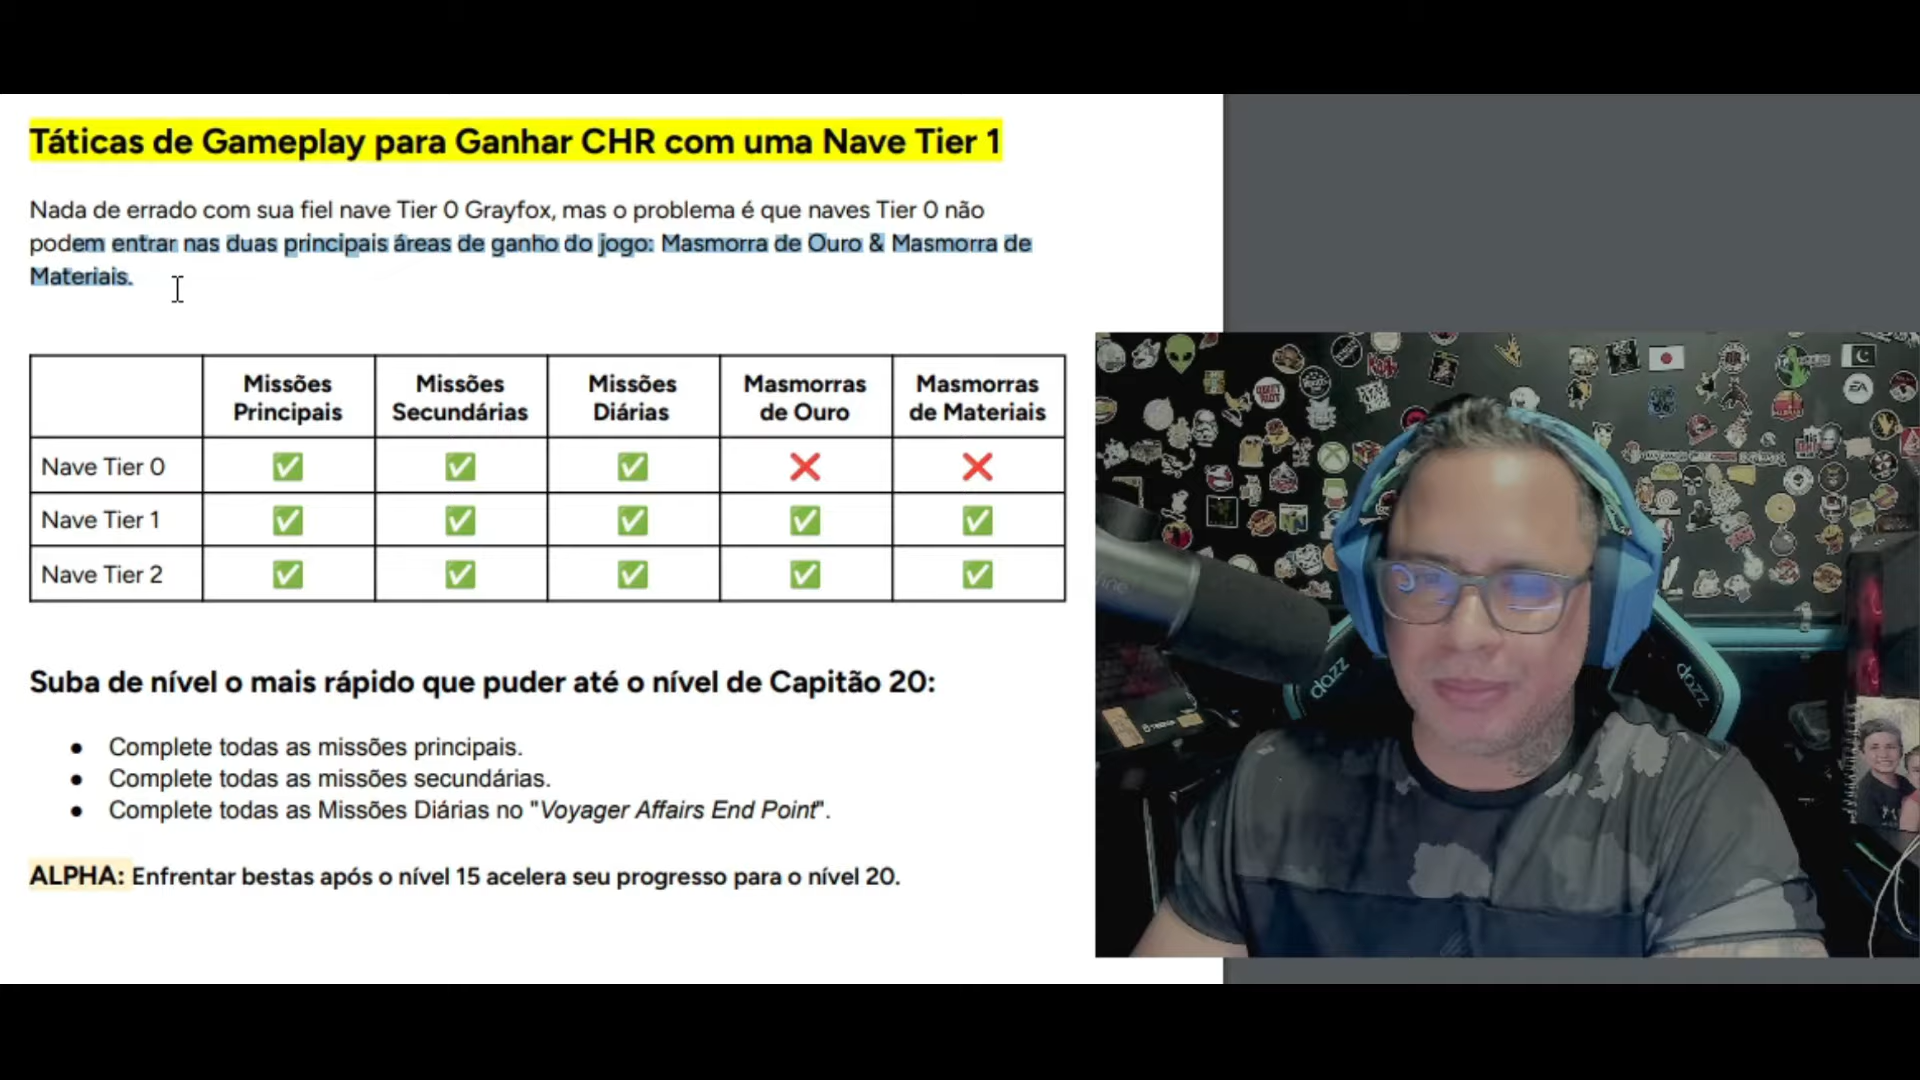 Táticas de Gameplay para Ganhar CHR com uma Nave Tier 1
Nada de errado com sua fiel nave Tier 0 Grayfox, mas o problema é que naves Tier 0 não
podem entrar nas duas principais áreas de ganho do jogo: Masmorra de Ouro & Masmorra de
Materiais.
Missões Principais
Missões Secundárias
Missões Diárias
Masmorras de Ouro
Masmorras de Materiais
Nave Tier 0 ✅ ✅ ✅ ❌ ❌
Nave Tier 1 ✅ ✅ ✅ ✅ ✅
Nave Tier 2 ✅ ✅ ✅ ✅ ✅
Suba de nível o mais rápido que puder até o nível de Capitão 20:
● Complete todas as missões principais.
● Complete todas as missões secundárias.
● Complete todas as Missões Diárias no "Voyager Affairs End Point".
ALPHA: Enfrentar bestas após o nível 15 acelera seu progresso para o nível 20.
dazz
dazz
EA